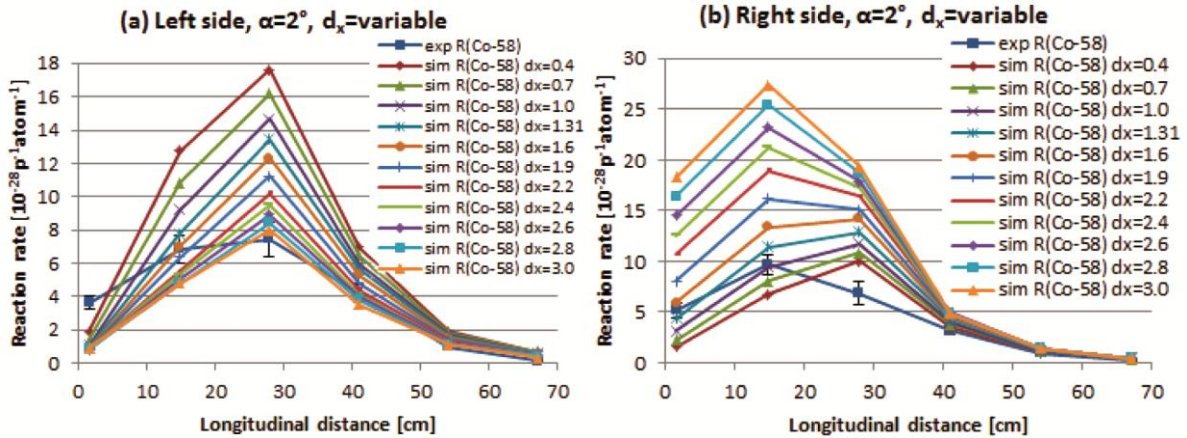 (a) Left side, α=2°, dₓ=variable
Reaction rate [10⁻²⁸p⁻¹atom⁻¹]
18
16
14
12
10
8
6
4
2
0
0 10 20 30 40 50 60 70
Longitudinal distance [cm]
exp R(Co-58)
sim R(Co-58) dx=0.4
sim R(Co-58) dx=0.7
sim R(Co-58) dx=1.0
sim R(Co-58) dx=1.31
sim R(Co-58) dx=1.6
sim R(Co-58) dx=1.9
sim R(Co-58) dx=2.2
sim R(Co-58) dx=2.4
sim R(Co-58) dx=2.6
sim R(Co-58) dx=2.8
sim R(Co-58) dx=3.0
(b) Right side, α=2°, dₓ=variable
Reaction rate [10⁻²⁸p⁻¹atom⁻¹]
30
25
20
15
10
5
0
0 10 20 30 40 50 60 70
Longitudinal distance [cm]
exp R(Co-58)
sim R(Co-58) dx=0.4
sim R(Co-58) dx=0.7
sim R(Co-58) dx=1.0
sim R(Co-58) dx=1.31
sim R(Co-58) dx=1.6
sim R(Co-58) dx=1.9
sim R(Co-58) dx=2.2
sim R(Co-58) dx=2.4
sim R(Co-58) dx=2.6
sim R(Co-58) dx=2.8
sim R(Co-58) dx=3.0